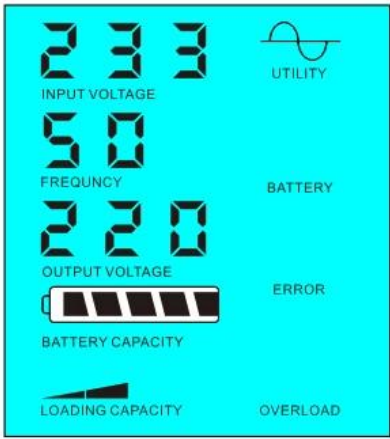 233
UTILITY
INPUT VOLTAGE
50
FREQUNCY
BATTERY
220
OUTPUT VOLTAGE
ERROR
BATTERY CAPACITY
LOADING CAPACITY
OVERLOAD